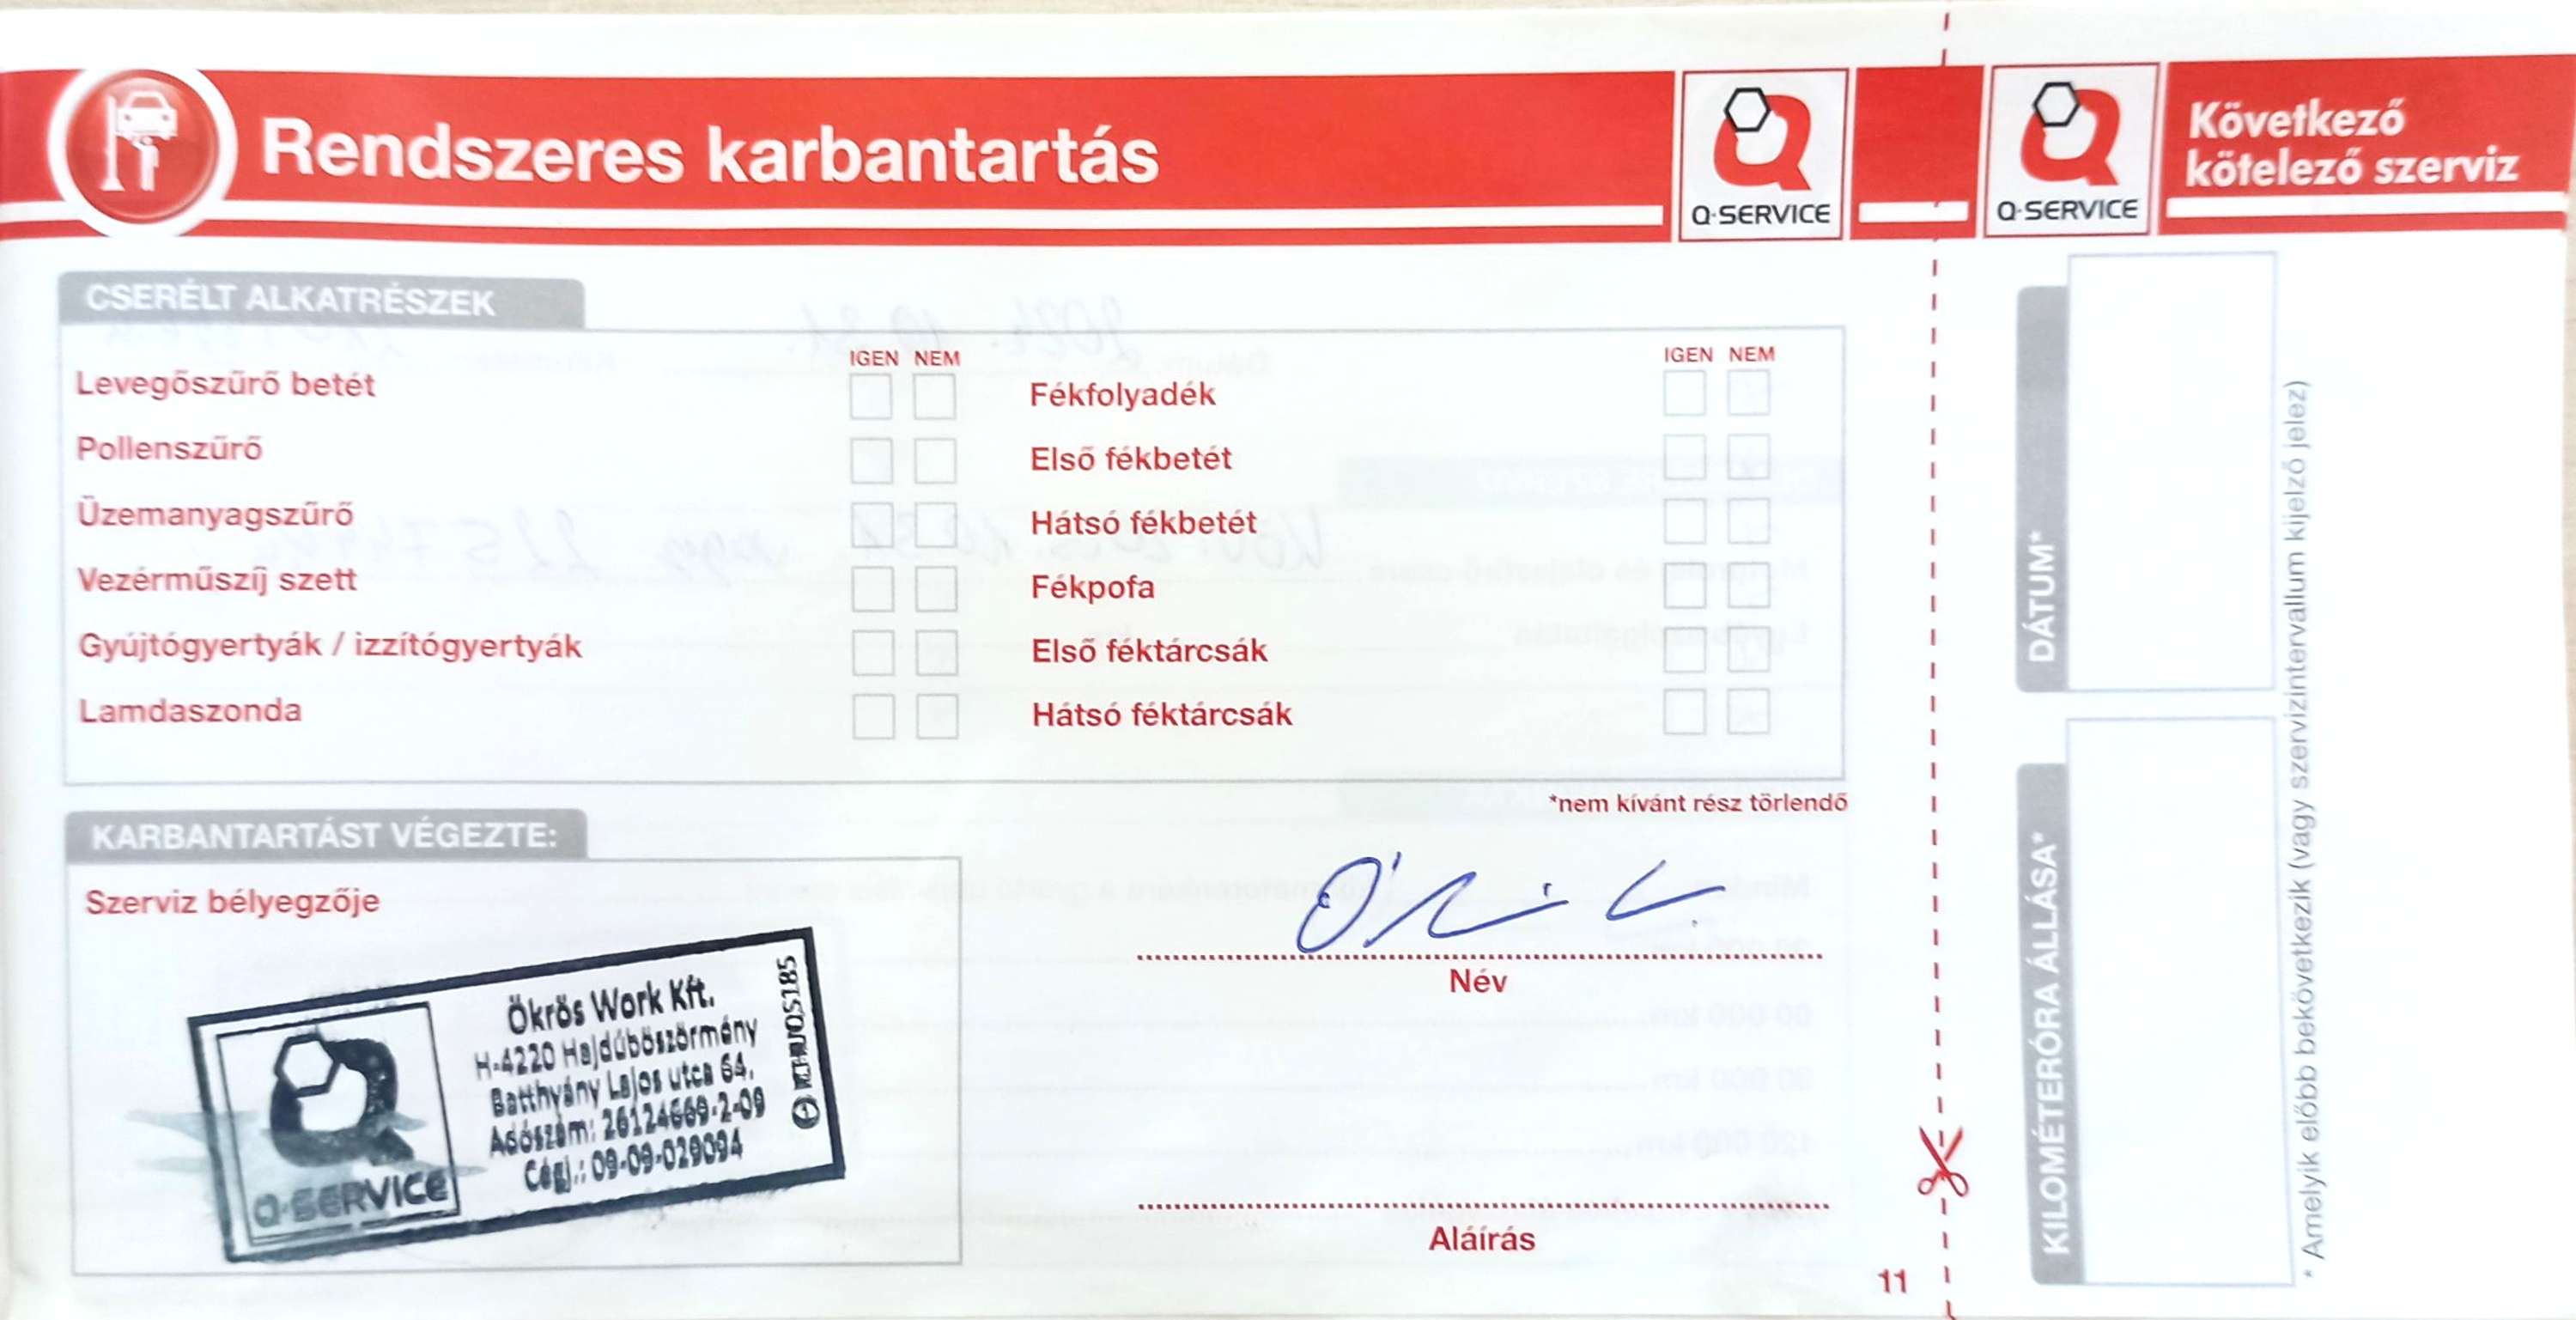 Rendszeres karbantartás
Q-SERVICE
Q-SERVICE
Következő
kötelező szerviz
CSERÉLT ALKATRÉSZEK
IGEN NEM
Levegőszűrő betét
Pollenszűrő
Üzemanyagszűrő
Vezérműszíj szett
Gyújtógyertyák / izzítógyertyák
Lamdaszonda
IGEN NEM
Fékfolyadék
Első fékbetét
Hátsó fékbetét
Fékpofa
Első féktárcsák
Hátsó féktárcsák
*nem kívánt rész törlendő
KARBANTARTÁST VÉGEZTE:
Szerviz bélyegzője
Q-SERVICE
Ökrös Work Kft.
H-4220 Hajdúböszörmény
Batthyány Lajos utca 64.
Adószám: 26124669-2-09
Cégj.: 09-09-029094
Név
Aláírás
11
DÁTUM*
KILOMÉTERÓRA ÁLLÁSA*
* Amelyik előbb bekövetkezik (vagy szervizintervallum kijelző jelez)